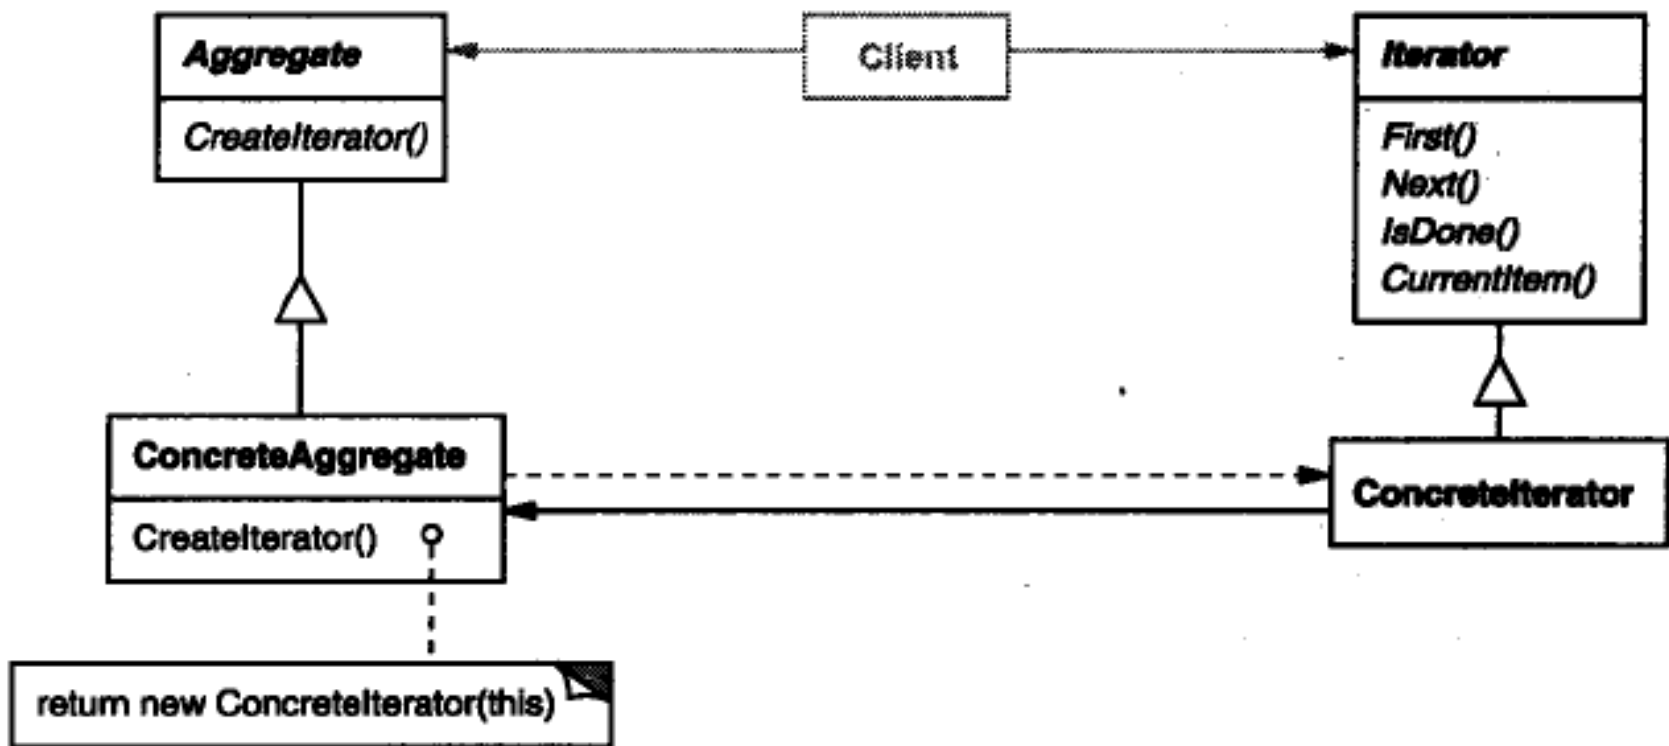 Aggregate
CreateIterator()
Client
Iterator
First()
Next()
IsDone()
CurrentItem()
ConcreteAggregate
CreateIterator()
ConcreteIterator
return new ConcreteIterator(this)